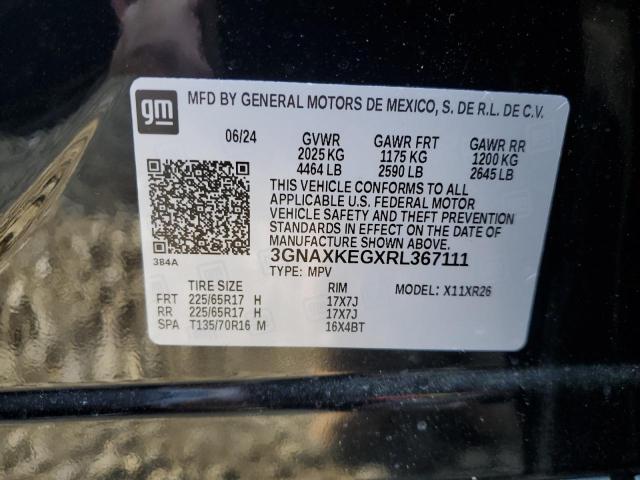 gm MFD BY GENERAL MOTORS DE MEXICO, S. DE R.L. DE C.V.
06/24 GVWR GAWR FRT GAWR RR
2025 KG 1175 KG 1200 KG
4464 LB 2590 LB 2645 LB
THIS VEHICLE CONFORMS TO ALL
APPLICABLE U.S. FEDERAL MOTOR
VEHICLE SAFETY AND THEFT PREVENTION
STANDARDS IN EFFECT ON THE DATE OF
MANUFACTURE SHOWN ABOVE.
384A 3GNAXKEGXRL367111
TYPE: MPV
TIRE SIZE RIM MODEL: X11XR26
FRT 225/65R17 H 17X7J
RR 225/65R17 H 17X7J
SPA T135/70R16 M 16X4BT